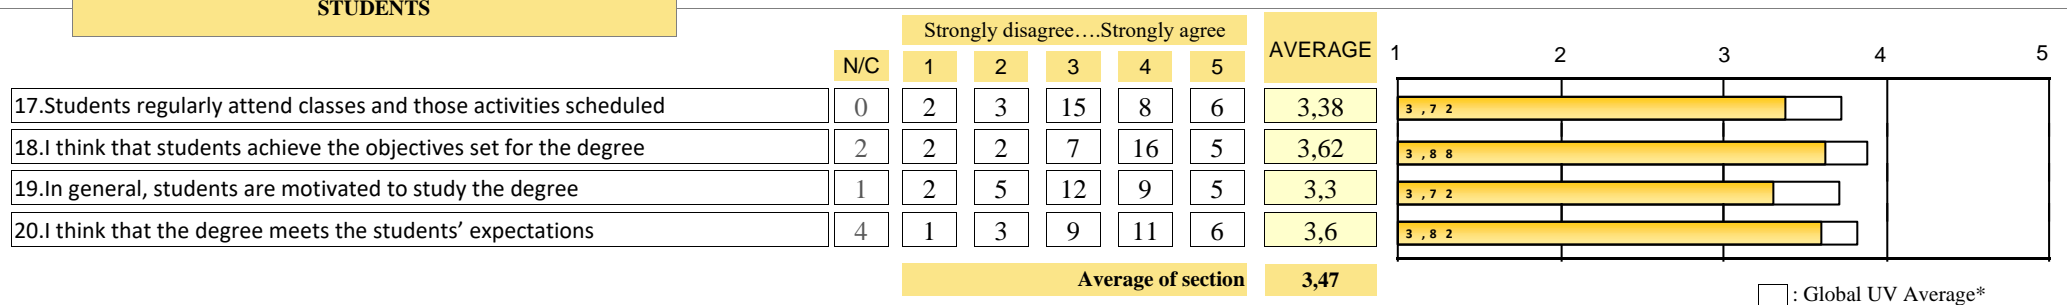 STUDENTS
Strongly disagree....Strongly agree
AVERAGE
N/C 1 2 3 4 5
1 2 3 4 5
17.Students regularly attend classes and those activities scheduled 0 2 3 15 8 6 3,38 3,72
18.I think that students achieve the objectives set for the degree 2 2 2 7 16 5 3,62 3,88
19.In general, students are motivated to study the degree 1 2 5 12 9 5 3,3 3,72
20.I think that the degree meets the students’ expectations 4 1 3 9 11 6 3,6 3,82
Average of section 3,47
: Global UV Average*